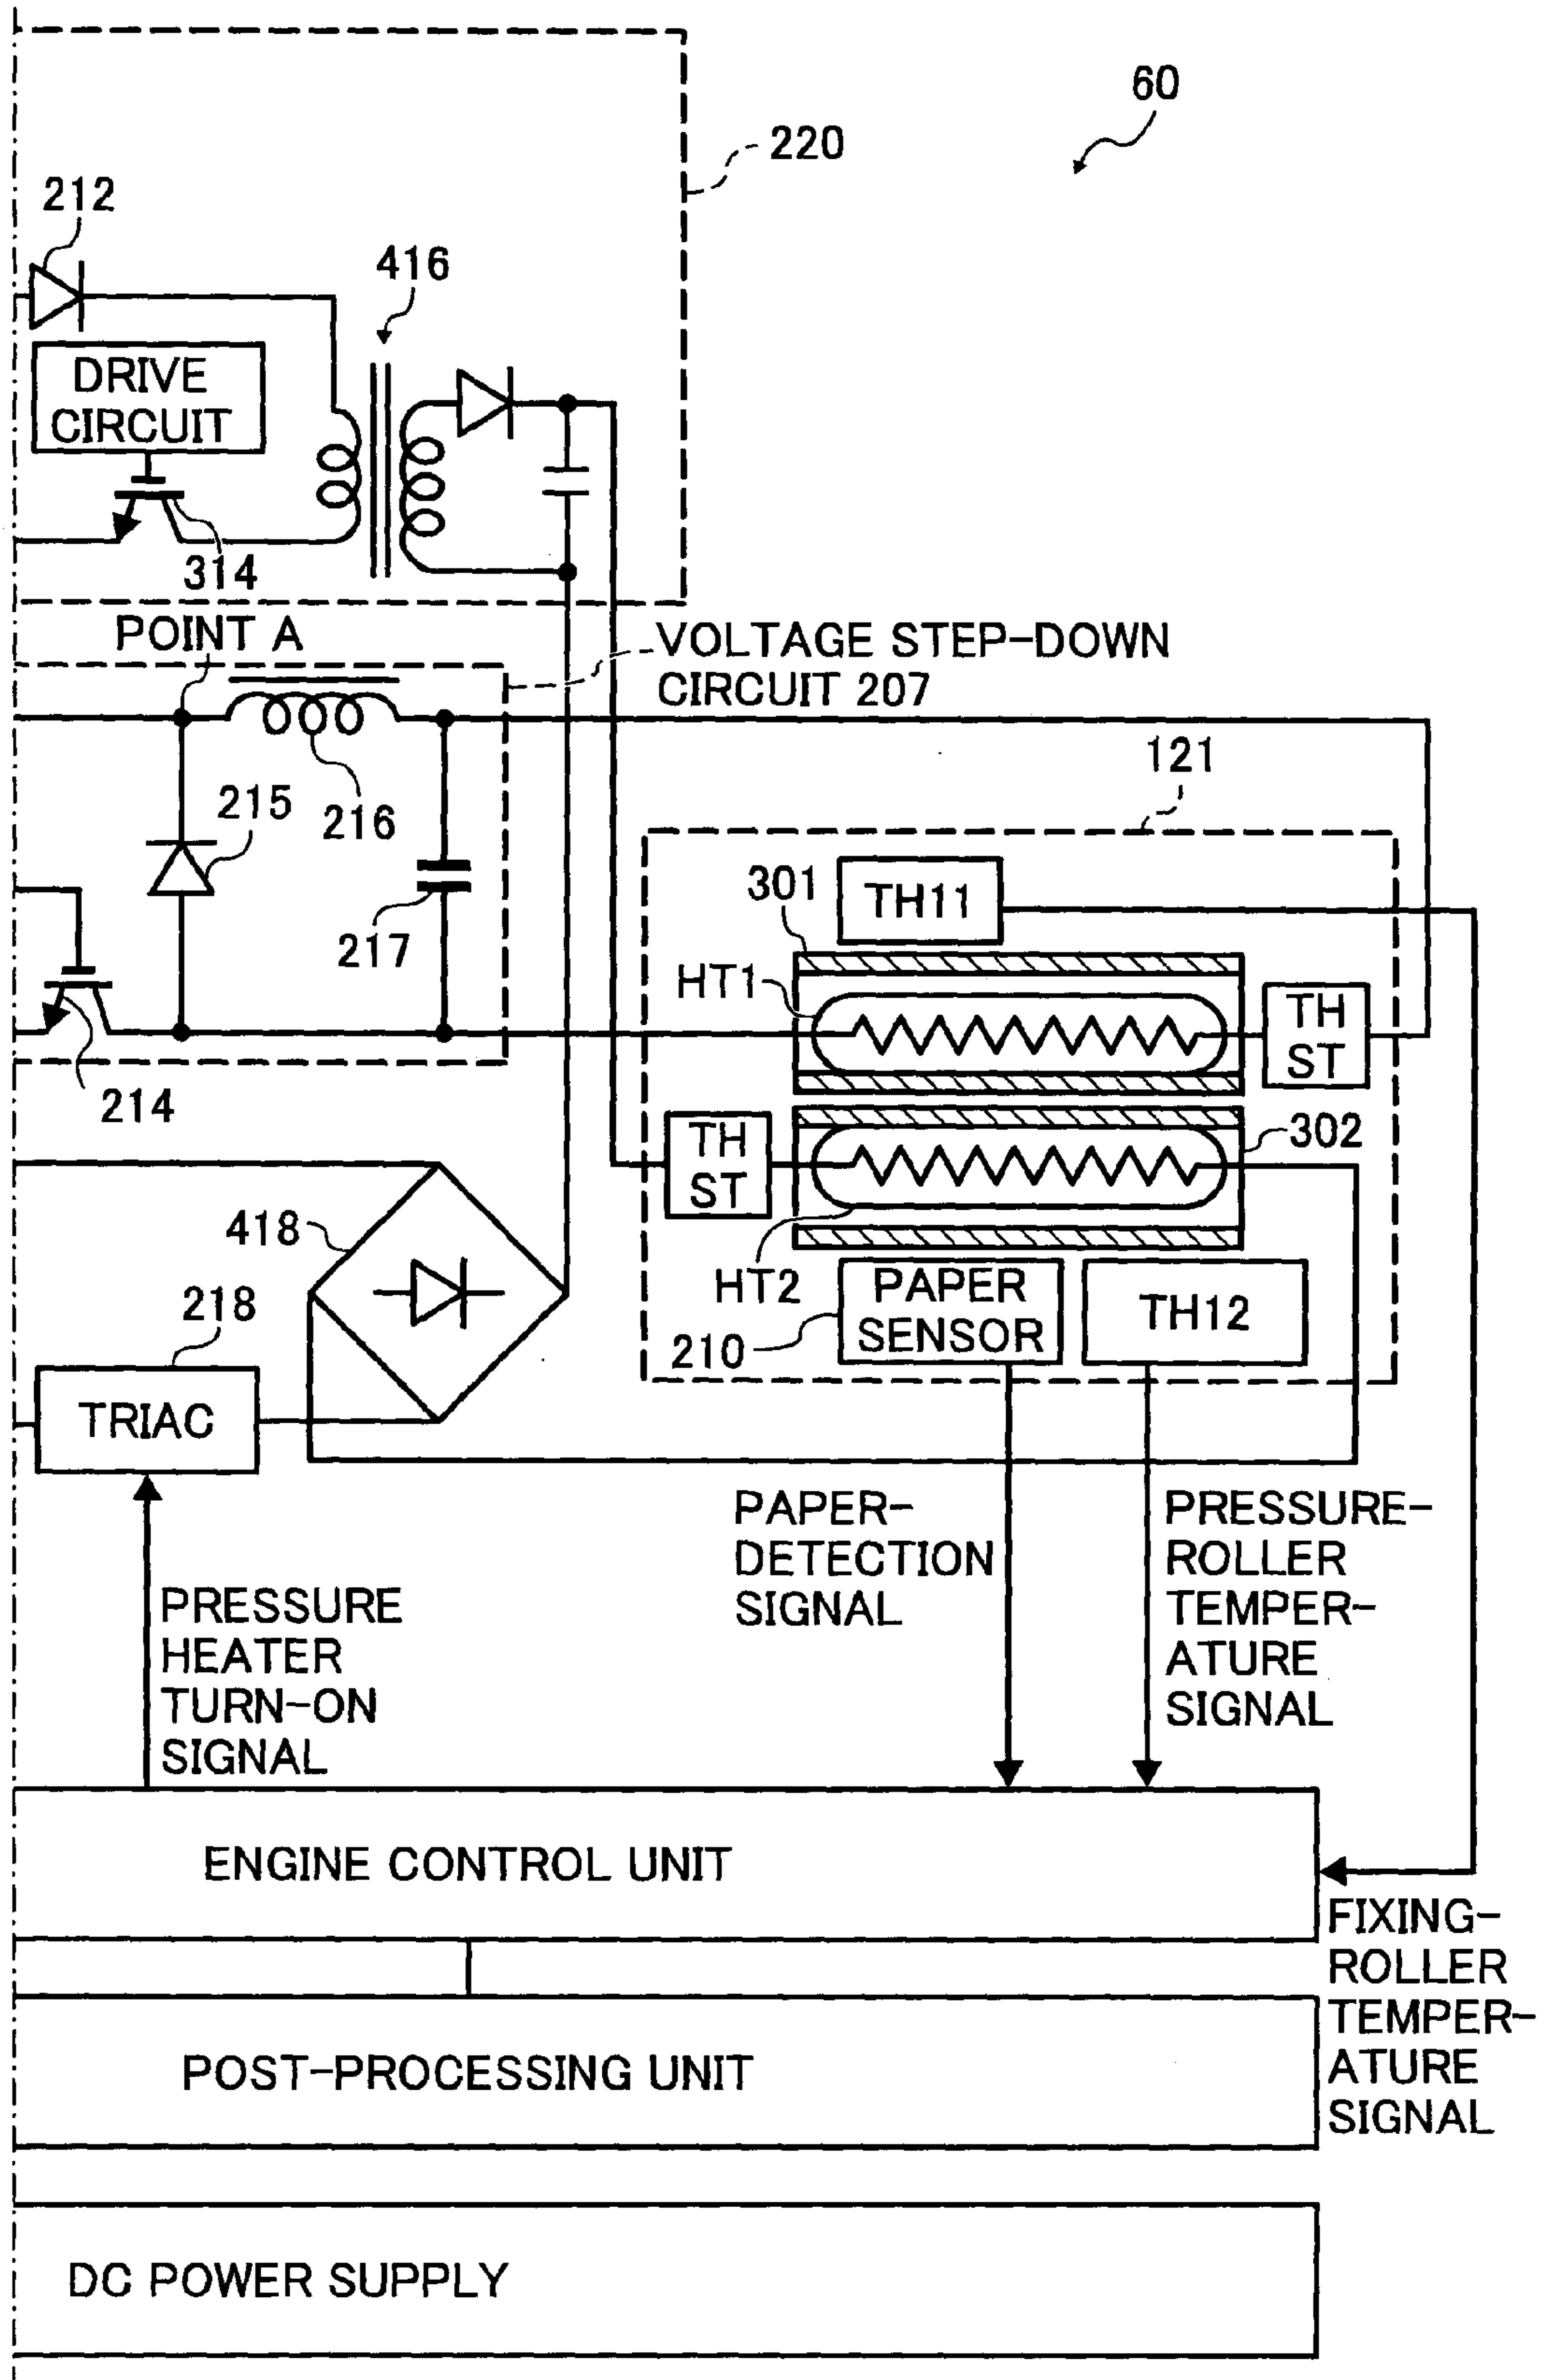 60
220
212
416
DRIVE
CIRCUIT
314
POINT A
VOLTAGE STEP-DOWN
CIRCUIT 207
121
215
216
301
TH11
217
HT1
TH
ST
214
TH
ST
302
418
HT2
PAPER
SENSOR
TH12
218
210
TRIAC
PAPER-
DETECTION
SIGNAL
PRESSURE-
ROLLER
TEMPER-
ATURE
SIGNAL
PRESSURE
HEATER
TURN-ON
SIGNAL
ENGINE CONTROL UNIT
FIXING-
ROLLER
TEMPER-
ATURE
SIGNAL
POST-PROCESSING UNIT
DC POWER SUPPLY